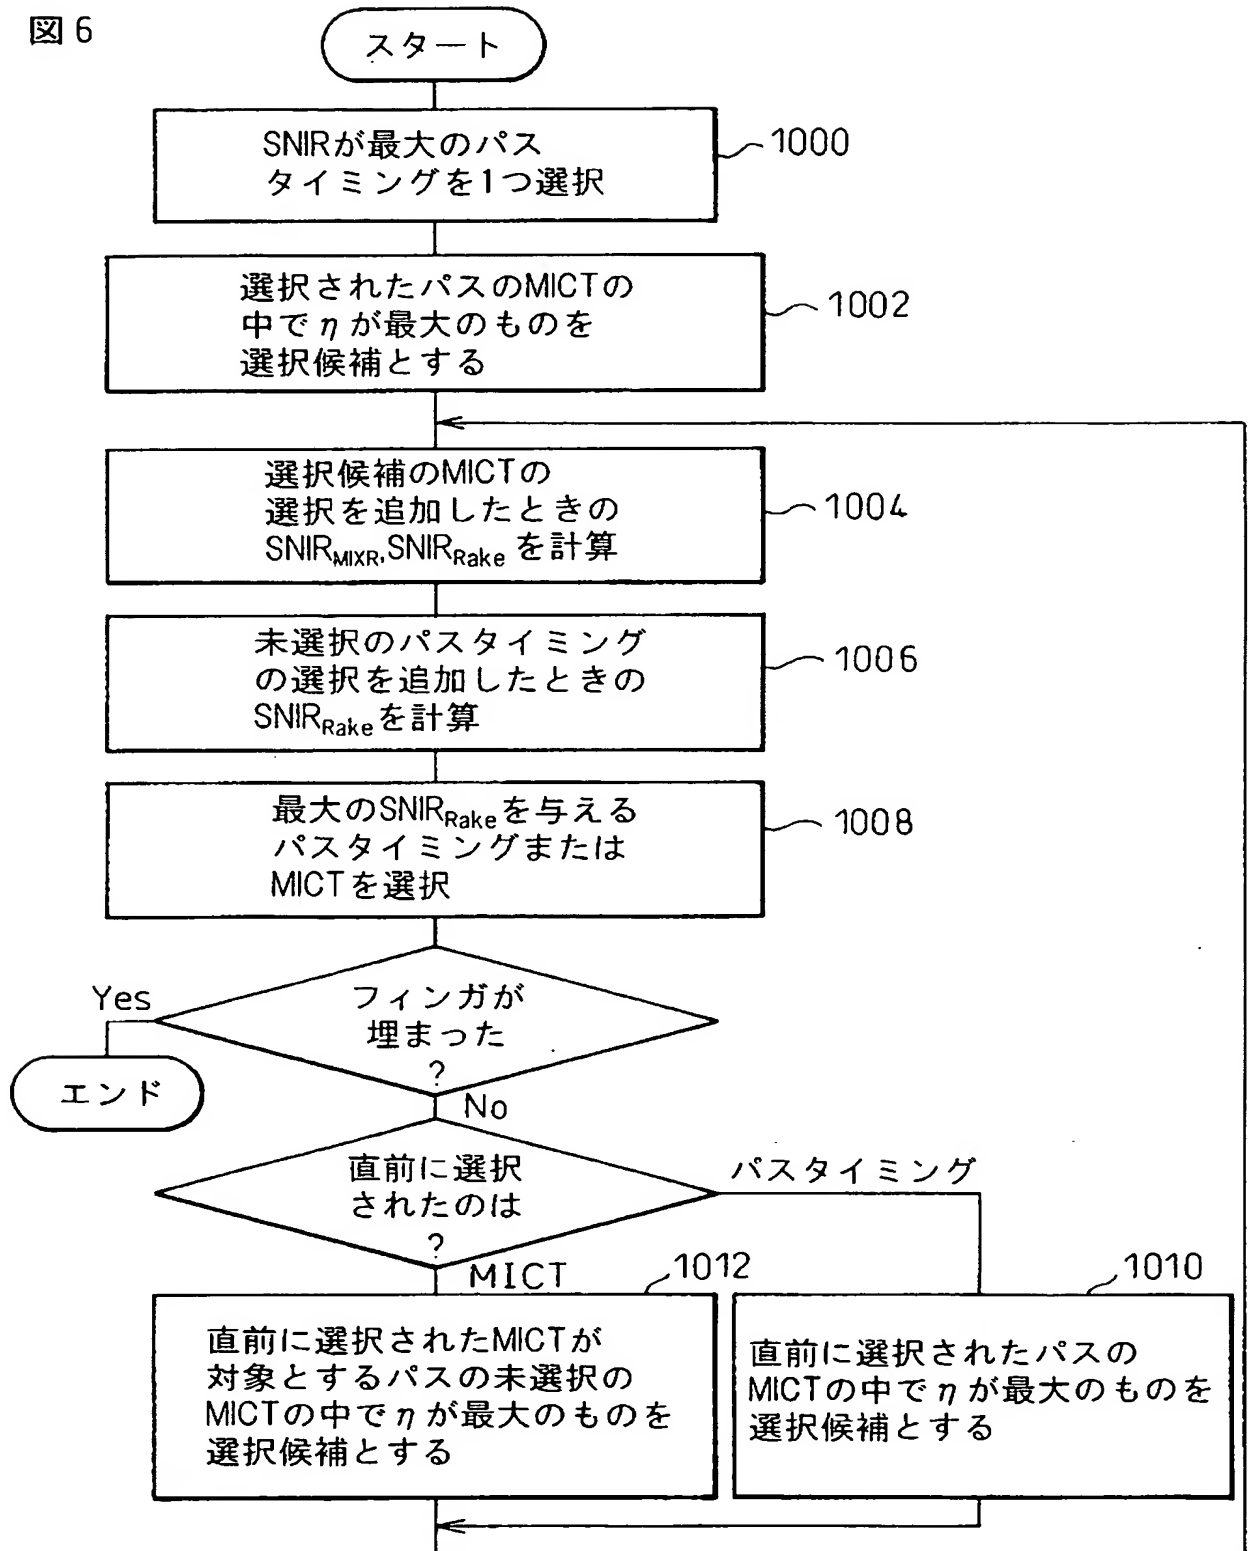 図6
スタート
SNIRが最大のパス
タイミングを1つ選択
1000
選択されたパスのMICTの
中でηが最大のものを
選択候補とする
1002
選択候補のMICTの
選択を追加したときの
SNIRMIXR,SNIRRakeを計算
1004
未選択のパスタイミング
の選択を追加したときの
SNIRRakeを計算
1006
最大のSNIRRakeを与える
パスタイミングまたは
MICTを選択
1008
フィンガが
埋まった
?
Yes
エンド
No
直前に選択
されたのは
?
パスタイミング
MICT
1012
直前に選択されたMICTが
対象とするパスの未選択の
MICTの中でηが最大のものを
選択候補とする
1010
直前に選択されたパスの
MICTの中でηが最大のものを
選択候補とする